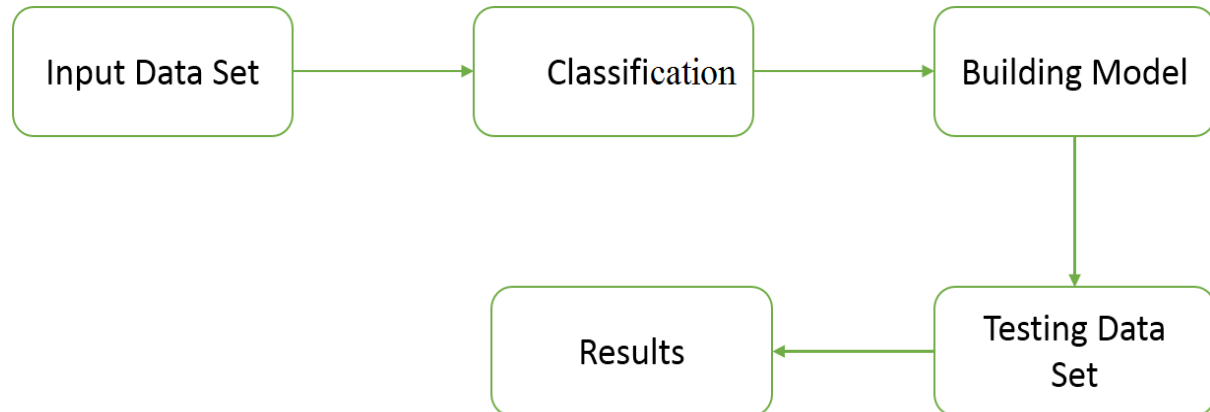 Input Data Set
Classification
Building Model
Testing Data
Set
Results